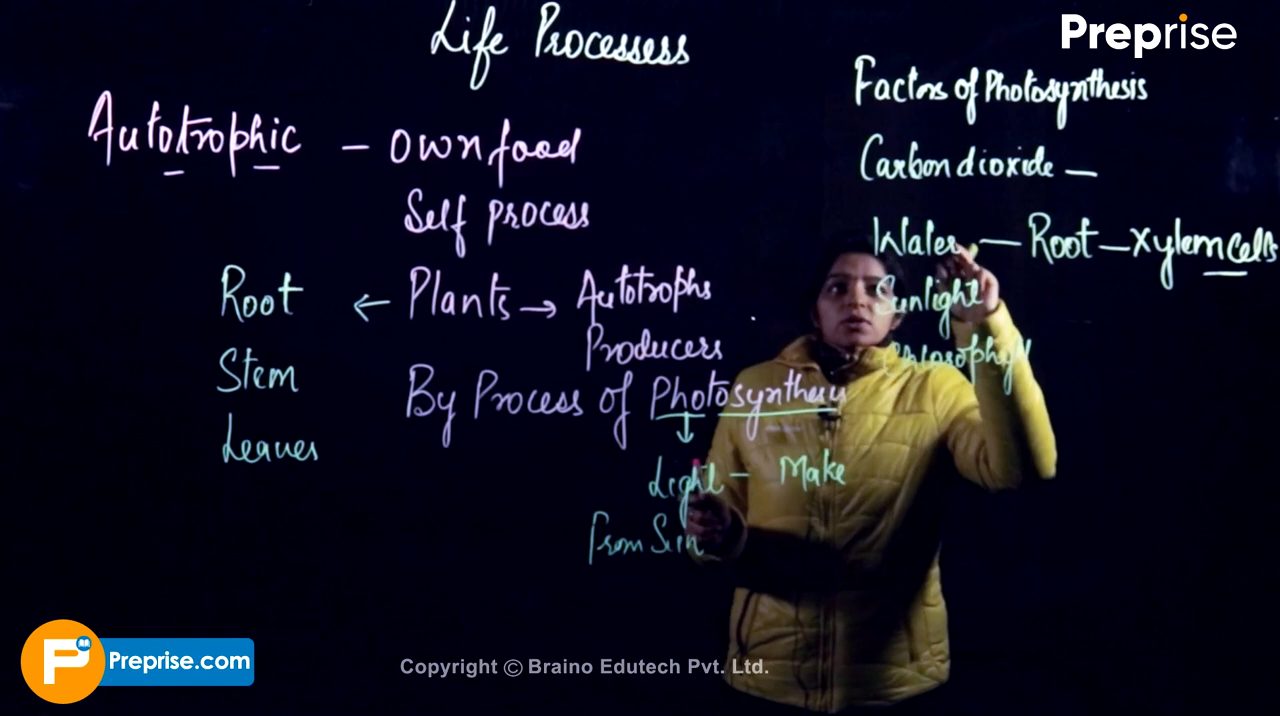 Life Processess
Preprise
Autotrophic – Own food
Self process
Root ← Plants → Autotrophs
Stem
Producers
Leaves
By Process of Photosynthesis
↓
Light – Make
From Sun
Factors of Photosynthesis
Carbondioxide –
Water – Root – Xylem cells
Sunlight
Chlorophyll
Preprise.com
Copyright © Braino Edutech Pvt. Ltd.